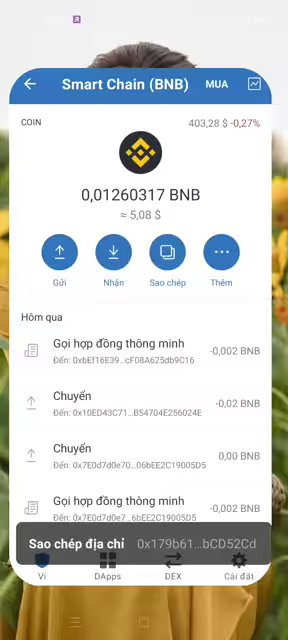 Smart Chain (BNB)
MUA
COIN
403,28 $ -0,27%
0,01260317 BNB
≈ 5,08 $
Gửi
Nhận
Sao chép
Thêm
Hôm qua
Gọi hợp đồng thông minh
-0,002 BNB
Đến: 0xbEf16E39...cF08A625db9C16
Chuyển
-0,02 BNB
Đến: 0x10ED43C71...B54704E256024E
Chuyển
0,00 BNB
Đến: 0x7E0d7d0e70...06bEE2C19005D5
Gọi hợp đồng thông minh
-0,002 BNB
Đến: 0x7E0d7d0e7...6bEE2C19005D5
Sao chép địa chỉ 0x179b61...bCD52Cd
Ví
DApps
DEX
Cài đặt